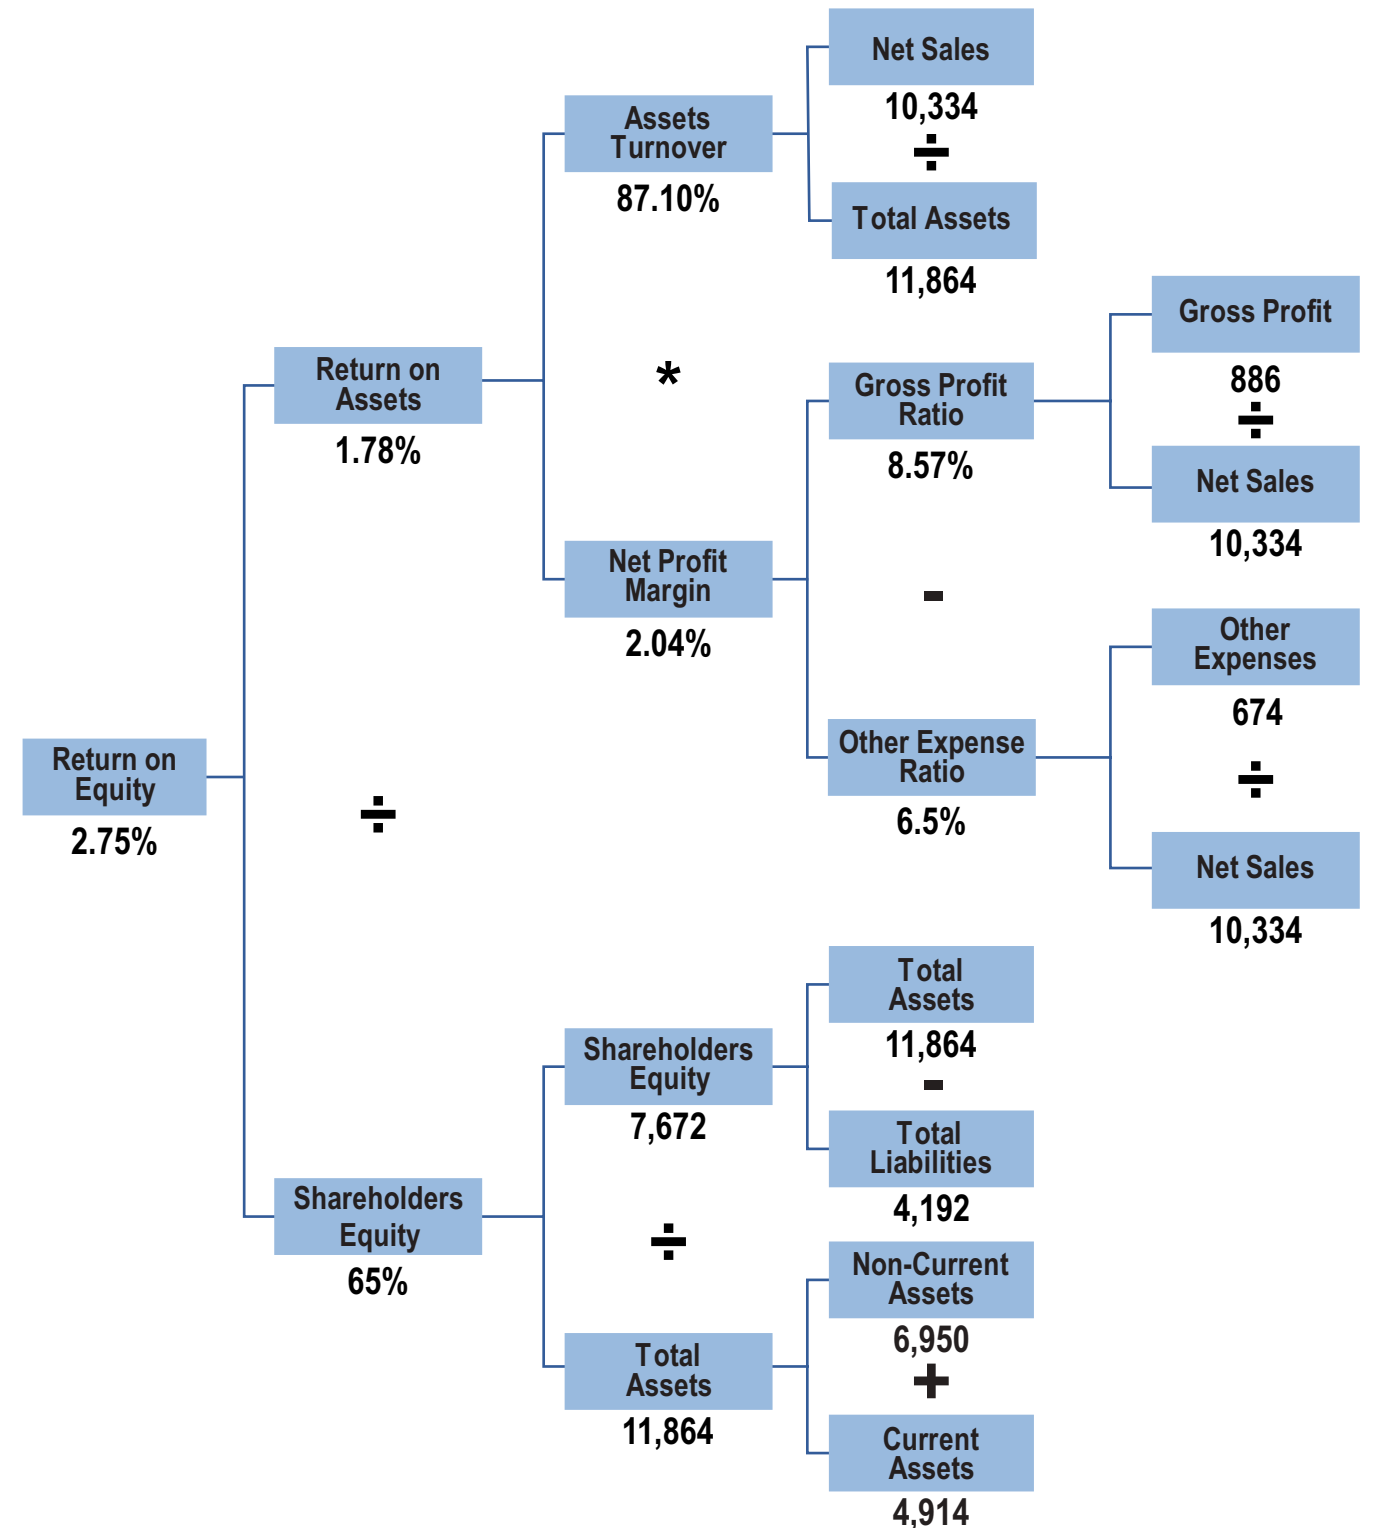 Net Sales
10,334
÷
Assets
Turnover
87.10%
Total Assets
11,864
Gross Profit
886
÷
Return on
Assets
1.78%
*
Gross Profit
Ratio
8.57%
Net Sales
10,334
Net Profit
Margin
2.04%
-
Other
Expenses
674
÷
Return on
Equity
2.75%
÷
Other Expense
Ratio
6.5%
Net Sales
10,334
Total
Assets
11,864
-
Shareholders
Equity
7,672
Total
Liabilities
4,192
Shareholders
Equity
65%
÷
Non-Current
Assets
6,950
+
Total
Assets
11,864
Current
Assets
4,914